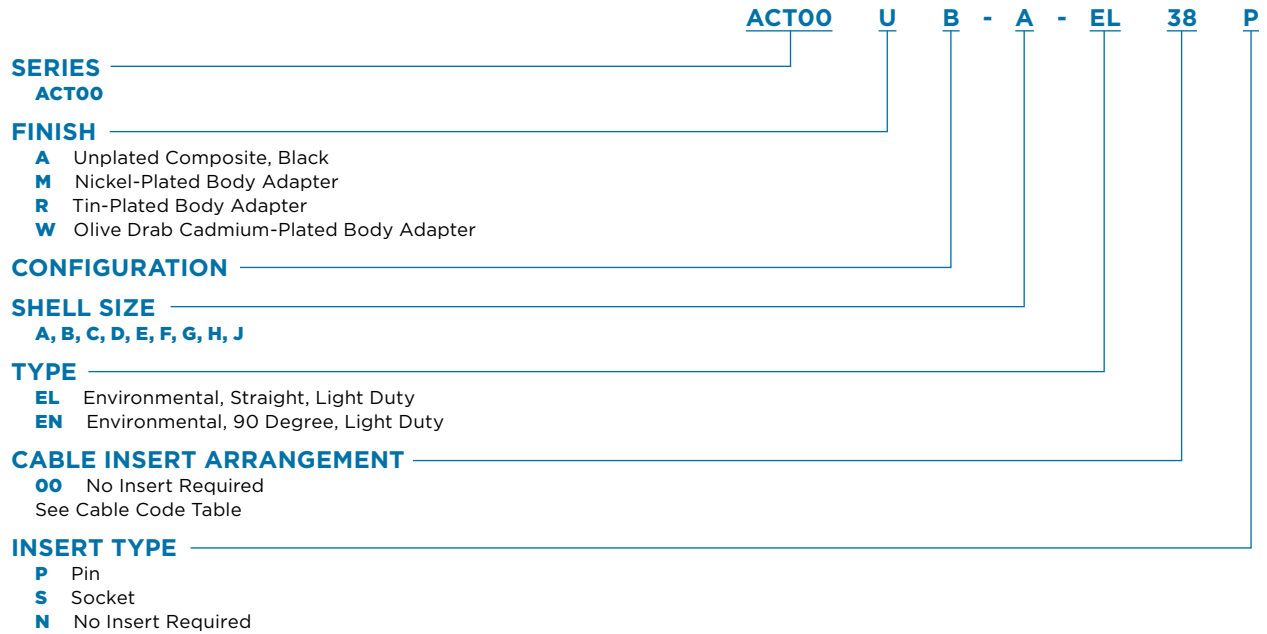 ACT00 U B - A - EL 38 P
SERIES
ACT00
FINISH
A Unplated Composite, Black
M Nickel-Plated Body Adapter
R Tin-Plated Body Adapter
W Olive Drab Cadmium-Plated Body Adapter
CONFIGURATION
SHELL SIZE
A, B, C, D, E, F, G, H, J
TYPE
EL Environmental, Straight, Light Duty
EN Environmental, 90 Degree, Light Duty
CABLE INSERT ARRANGEMENT
00 No Insert Required
See Cable Code Table
INSERT TYPE
P Pin
S Socket
N No Insert Required